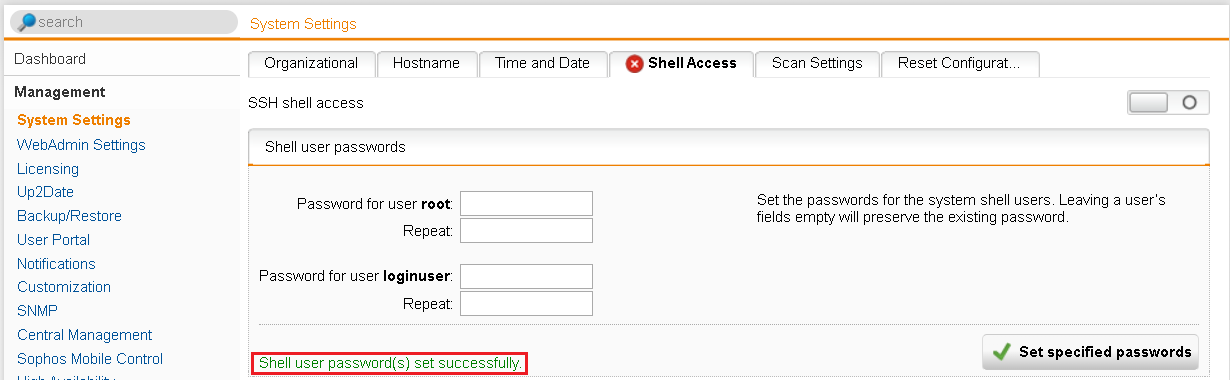 search
System Settings
Dashboard
Management
System Settings
WebAdmin Settings
Licensing
Up2Date
Backup/Restore
User Portal
Notifications
Customization
SNMP
Central Management
Sophos Mobile Control
High Availability
Organizational
Hostname
Time and Date
Shell Access
Scan Settings
Reset Configurat...
SSH shell access
Shell user passwords
Password for user root:
Repeat:
Password for user loginuser:
Repeat:
Set the passwords for the system shell users. Leaving a user's
fields empty will preserve the existing password.
Shell user password(s) set successfully.
Set specified passwords